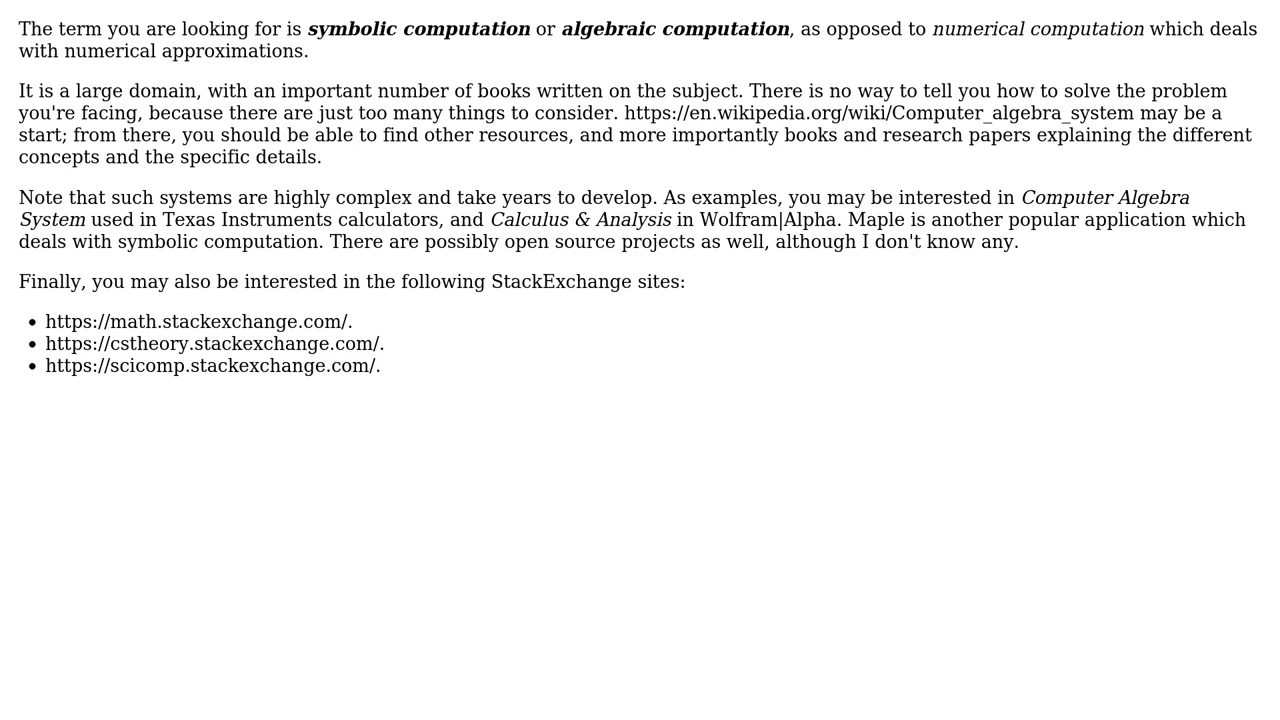 The term you are looking for is symbolic computation or algebraic computation, as opposed to numerical computation which deals
with numerical approximations.
It is a large domain, with an important number of books written on the subject. There is no way to tell you how to solve the problem
you're facing, because there are just too many things to consider. https://en.wikipedia.org/wiki/Computer_algebra_system may be a
start; from there, you should be able to find other resources, and more importantly books and research papers explaining the different
concepts and the specific details.
Note that such systems are highly complex and take years to develop. As examples, you may be interested in Computer Algebra
System used in Texas Instruments calculators, and Calculus & Analysis in Wolfram|Alpha. Maple is another popular application which
deals with symbolic computation. There are possibly open source projects as well, although I don't know any.
Finally, you may also be interested in the following StackExchange sites:
• https://math.stackexchange.com/.
• https://cstheory.stackexchange.com/.
• https://scicomp.stackexchange.com/.